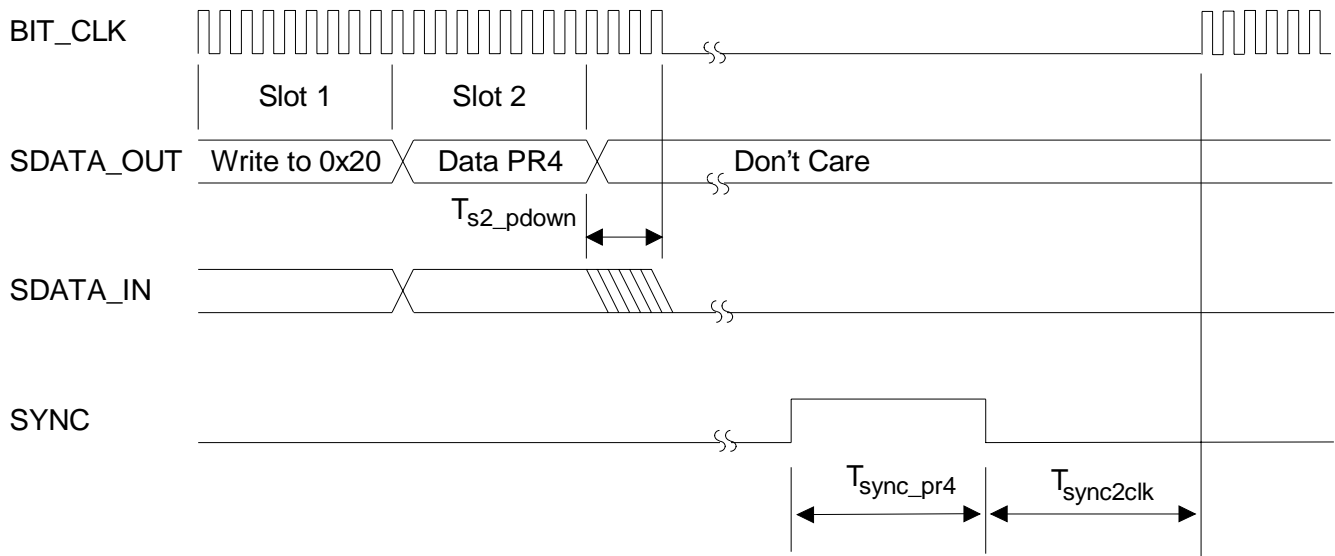 BIT_CLK
Slot 1 Slot 2
SDATA_OUT Write to 0x20 Data PR4 Don't Care
Ts2_pdown
SDATA_IN
SYNC
Tsync_pr4 Tsync2clk